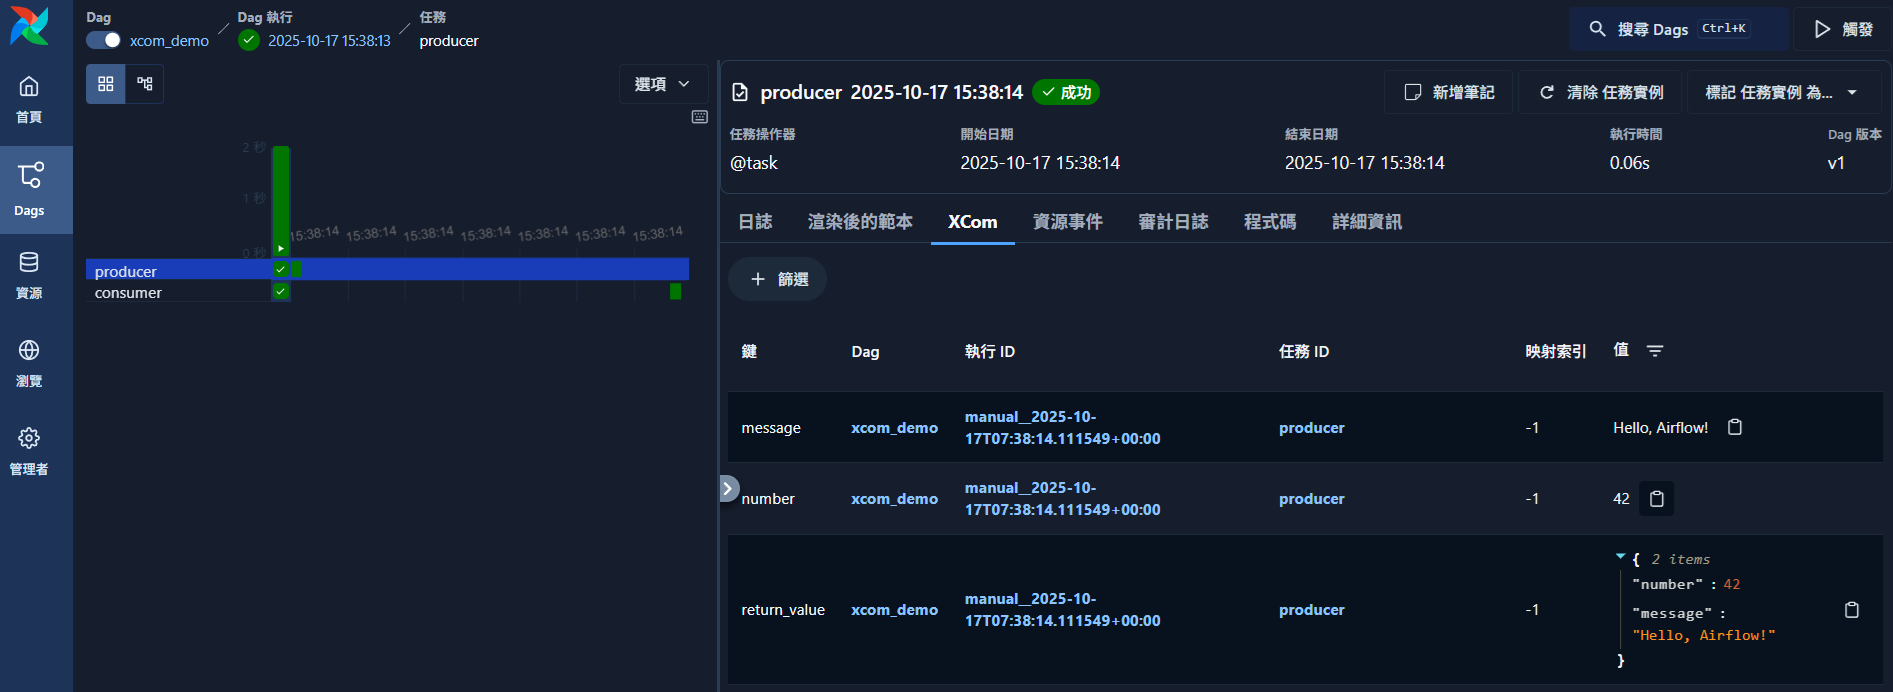 Dag
xcom_demo
Dag 執行
2025-10-17 15:38:13
任務
producer
搜尋 Dags Ctrl+K
觸發
首頁
Dags
資源
瀏覽
管理者
選項
2 秒
1 秒
0 秒
15:38:14 15:38:14 15:38:14 15:38:14 15:38:14 15:38:14 15:38:14
producer
consumer
producer 2025-10-17 15:38:14 成功
新增筆記
清除 任務實例
標記 任務實例 為...
任務操作器 開始日期 結束日期 執行時間 Dag 版本
@task 2025-10-17 15:38:14 2025-10-17 15:38:14 0.06s v1
日誌 渲染後的範本 XCom 資源事件 審計日誌 程式碼 詳細資訊
篩選
鍵 Dag 執行 ID 任務 ID 映射索引 值
message xcom_demo manual__2025-10-
17T07:38:14.111549+00:00 producer -1 Hello, Airflow!
number xcom_demo manual__2025-10-
17T07:38:14.111549+00:00 producer -1 42
return_value xcom_demo manual__2025-10-
17T07:38:14.111549+00:00 producer -1
{ 2 items
"number" : 42
"message" :
"Hello, Airflow!"
}